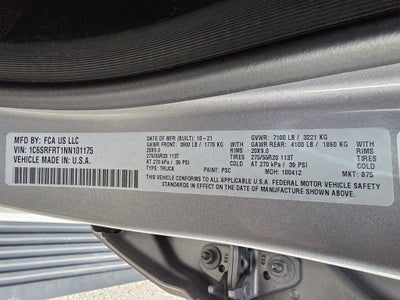 MFD BY: FCA US LLC
VIN: 1C6SRFRT1NN101175
VEHICLE MADE IN: U.S.A.
DATE OF MFR (BUILT): 10-21
GAWR FRONT: 3900 LB / 1770 KG
20X9.0 RIMS
275/55R20 113T TIRES
AT 270 kPa / 39 PSI COLD
GVWR: 7100 LB / 3221 KG
GAWR REAR: 4100 LB / 1860 KG
20X9.0 RIMS
275/55R20 113T TIRES
AT 270 kPa / 39 PSI COLD
THIS VEHICLE CONFORMS TO ALL APPLICABLE U.S.A. FEDERAL MOTOR VEHICLE SAFETY
STANDARDS IN EFFECT ON THE DATE OF MANUFACTURE SHOWN ABOVE
TYPE: TRUCK PAINT: PSC MDH: 100412 MKT: 875